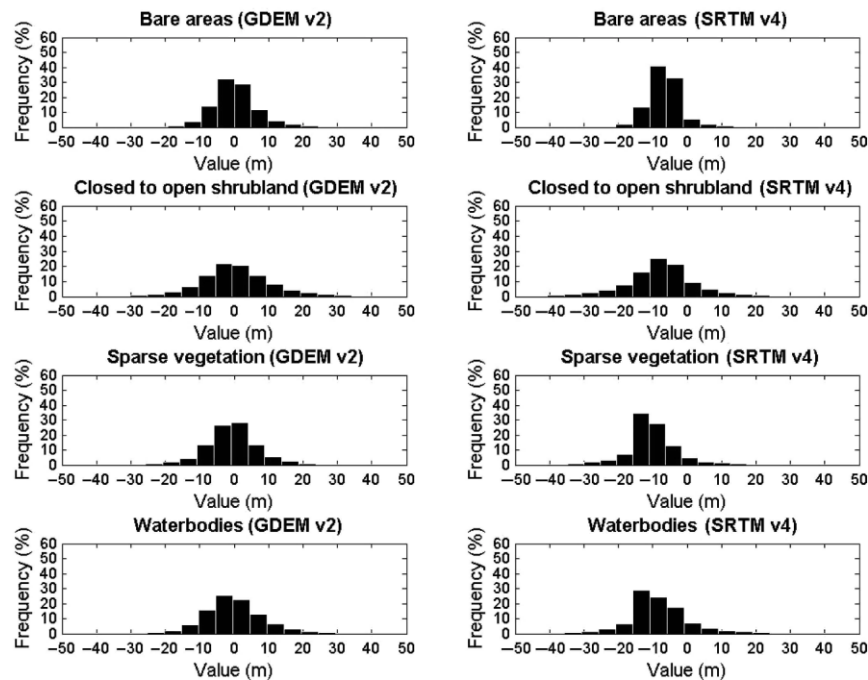 Bare areas (GDEM v2)
Frequency (%)
60
50
40
30
20
10
0
–50 –40 –30 –20 –10 0 10 20 30 40 50
Value (m)
Bare areas (SRTM v4)
Frequency (%)
60
50
40
30
20
10
0
–50 –40 –30 –20 –10 0 10 20 30 40 50
Value (m)
Closed to open shrubland (GDEM v2)
Frequency (%)
60
50
40
30
20
10
0
–50 –40 –30 –20 –10 0 10 20 30 40 50
Value (m)
Closed to open shrubland (SRTM v4)
Frequency (%)
60
50
40
30
20
10
0
–50 –40 –30 –20 –10 0 10 20 30 40 50
Value (m)
Sparse vegetation (GDEM v2)
Frequency (%)
60
50
40
30
20
10
0
–50 –40 –30 –20 –10 0 10 20 30 40 50
Value (m)
Sparse vegetation (SRTM v4)
Frequency (%)
60
50
40
30
20
10
0
–50 –40 –30 –20 –10 0 10 20 30 40 50
Value (m)
Waterbodies (GDEM v2)
Frequency (%)
60
50
40
30
20
10
0
–50 –40 –30 –20 –10 0 10 20 30 40 50
Value (m)
Waterbodies (SRTM v4)
Frequency (%)
60
50
40
30
20
10
0
–50 –40 –30 –20 –10 0 10 20 30 40 50
Value (m)